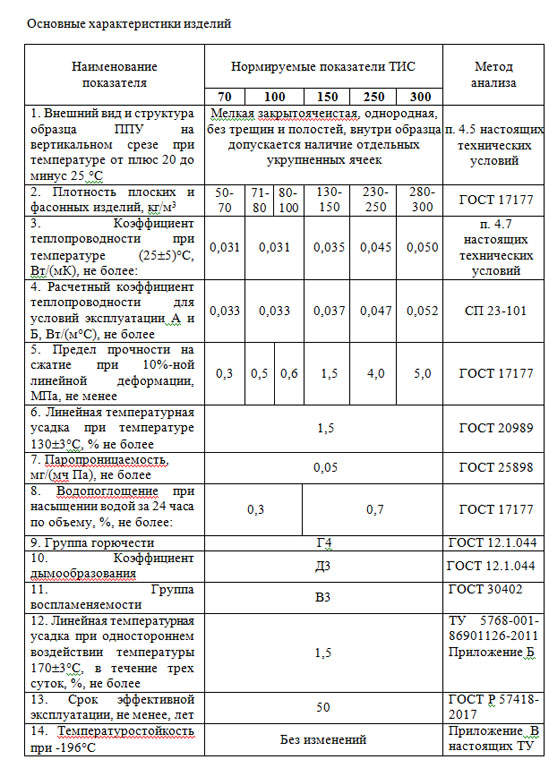 Основные характеристики изделий
Наименование показателя
Нормируемые показатели ТИС
Метод анализа
70 100 150 250 300
1. Внешний вид и структура
образца ППУ на
вертикальном срезе при
температуре от плюс 20 до
минус 25 °С
Мелкая закрытоячеистая, однородная,
без трещин и полостей, внутри образца
допускается наличие отдельных
укрупненных ячеек
п. 4.5 настоящих
технических
условий
2. Плотность плоских и
фасонных изделий, кг/м³
50-70 71-80 80-100 130-150 230-250 280-300
ГОСТ 17177
3. Коэффициент
теплопроводности при
температуре (25±5)°С,
Вт/(мК), не более:
0,031 0,031 0,035 0,045 0,050
п. 4.7
настоящих
технических
условий
4. Расчетный коэффициент
теплопроводности для
условий эксплуатации А и
Б, Вт/(м°С), не более
0,033 0,033 0,037 0,047 0,052
СП 23-101
5. Предел прочности на
сжатие при 10%-ной
линейной деформации,
МПа, не менее
0,3 0,5 0,6 1,5 4,0 5,0
ГОСТ 17177
6. Линейная температурная
усадка при температуре
130±3°С, % не более
1,5
ГОСТ 20989
7. Паропроницаемость,
мг/(мч Па), не более
0,05
ГОСТ 25898
8. Водопоглощение при
насыщении водой за 24 часа
по объему, %, не более:
0,3 0,7
ГОСТ 17177
9. Группа горючести
Г4
ГОСТ 12.1.044
10. Коэффициент
дымообразования
Д3
ГОСТ 12.1.044
11. Группа
воспламеняемости
В3
ГОСТ 30402
12. Линейная температурная
усадка при одностороннем
воздействии температуры
170±3°С, в течение трех
суток, %, не более
1,5
ТУ 5768-001-
86901126-2011
Приложение Б
13. Срок эффективной
эксплуатации, не менее, лет
50
ГОСТ Р 57418-
2017
14. Температуростойкость
при -196°С
Без изменений
Приложение В
настоящих ТУ